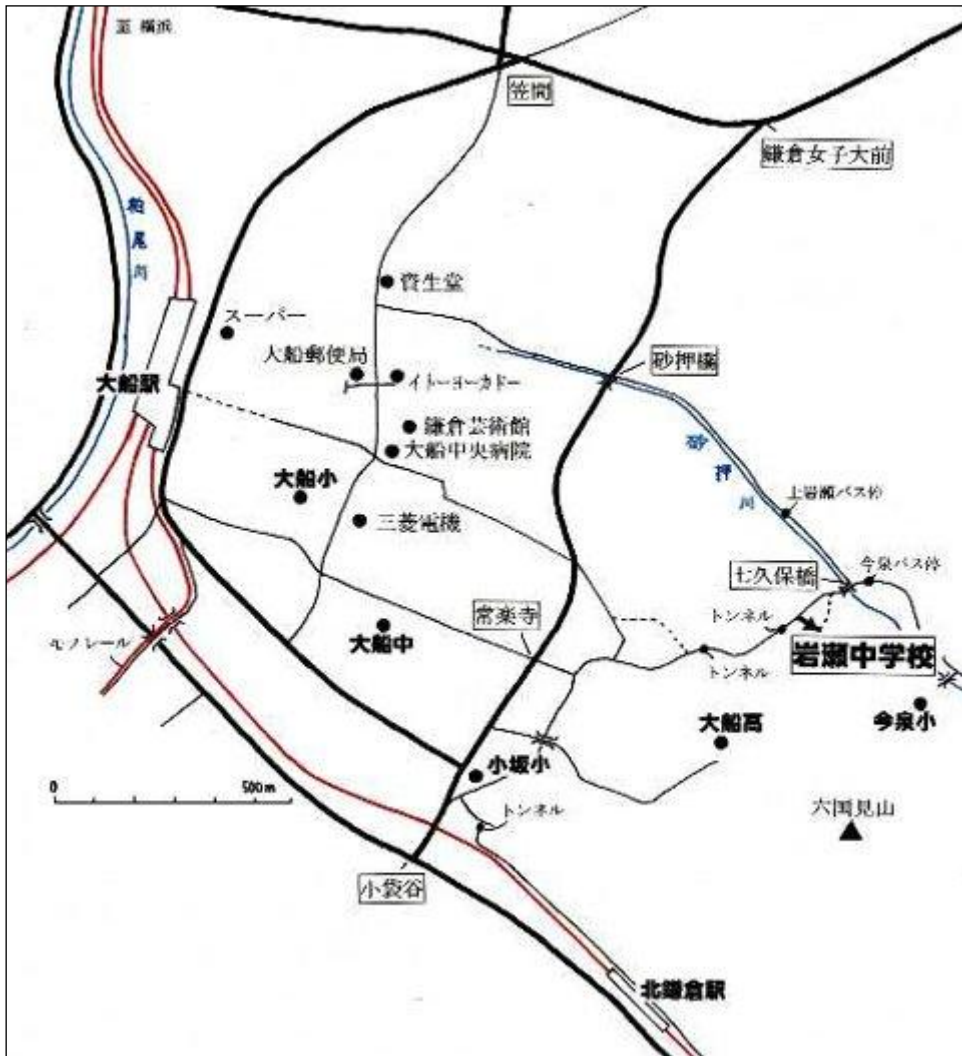 至 横浜
笠間
鎌倉女子大前
柏尾川
資生堂
スーパー
大船郵便局
イトーヨーカドー
砂押橋
大船駅
鎌倉芸術館
大船中央病院
砂押川
大船小
上岩瀬バス停
三菱電機
七久保橋
今泉バス停
常楽寺
トンネル
大船中
モノレール
トンネル
岩瀬中学校
大船高
今泉小
小坂小
0 500m
トンネル
六国見山
小袋谷
北鎌倉駅